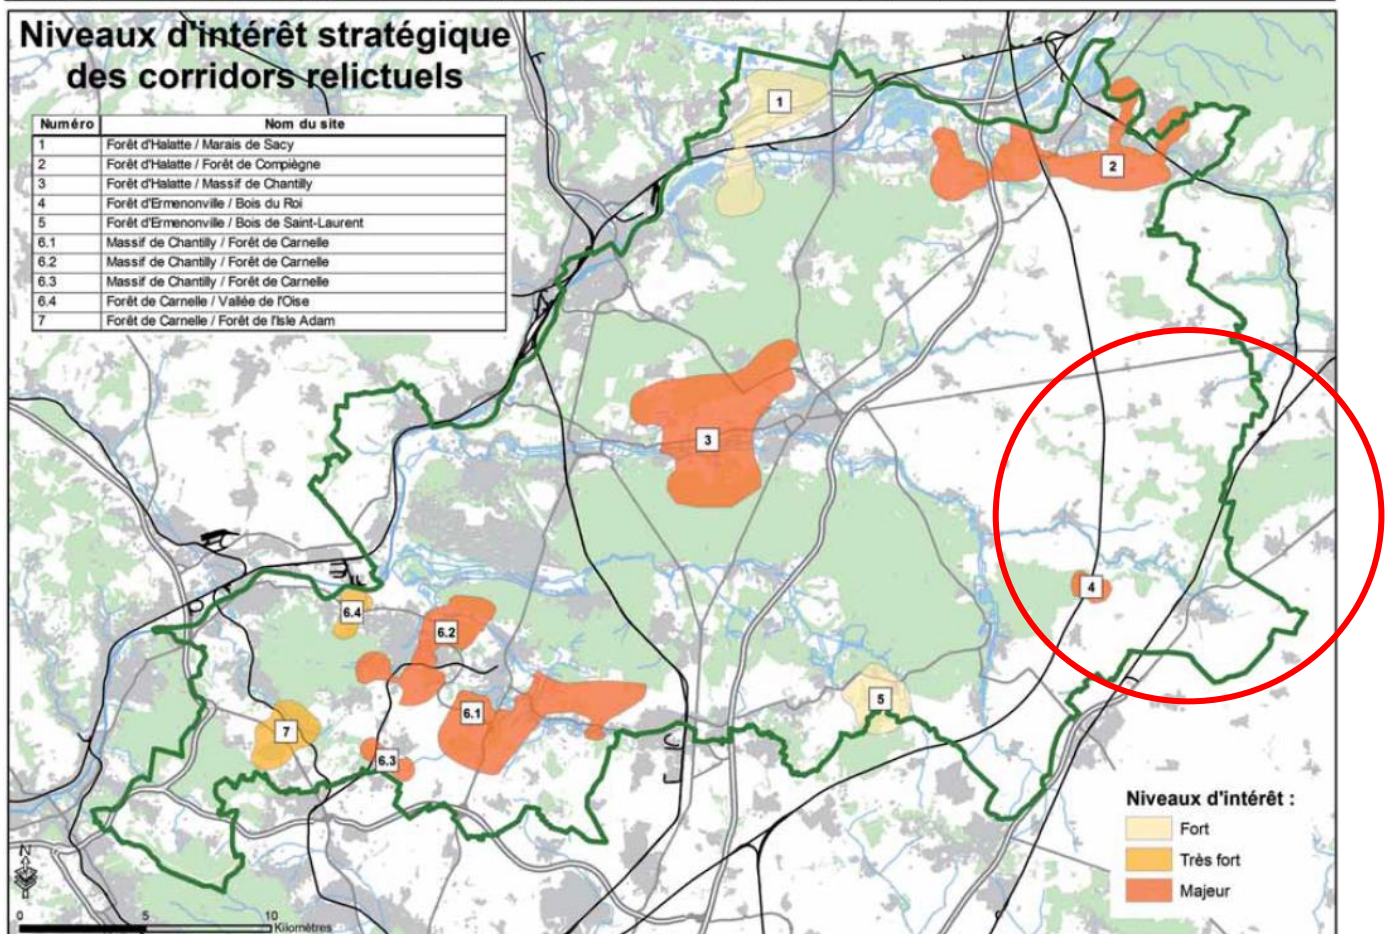 Niveaux d'intérêt stratégique
des corridors relictuels
Numéro Nom du site
1 Forêt d'Halatte / Marais de Sacy
2 Forêt d'Halatte / Forêt de Compiègne
3 Forêt d'Halatte / Massif de Chantilly
4 Forêt d'Ermenonville / Bois du Roi
5 Forêt d'Ermenonville / Bois de Saint-Laurent
6.1 Massif de Chantilly / Forêt de Carnelle
6.2 Massif de Chantilly / Forêt de Carnelle
6.3 Massif de Chantilly / Forêt de Carnelle
6.4 Forêt de Carnelle / Vallée de l'Oise
7 Forêt de Carnelle / Forêt de l'Isle Adam
1
2
3
4
6.4
6.2
5
6.1
7
6.3
Niveaux d'intérêt :
Fort
Très fort
Majeur
N
0 5 10
Kilomètres